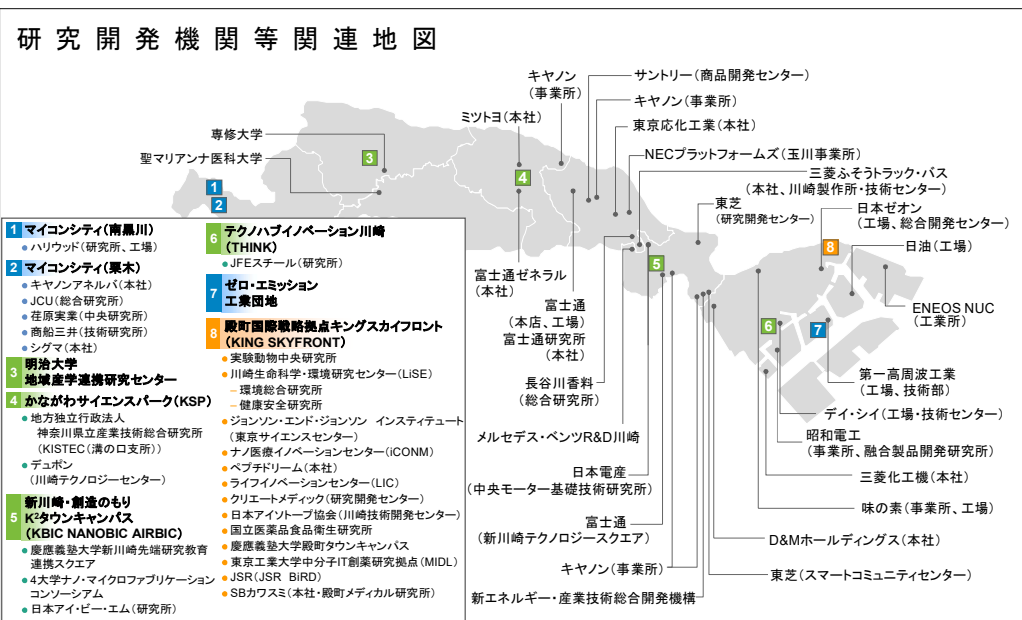 研究開発機関等関連地図
キヤノン
(事業所)
サントリー(商品開発センター)
キヤノン(事業所)
ミツトヨ(本社)
東京応化工業(本社)
専修大学
聖マリアンナ医科大学
NECプラットフォームズ(玉川事業所)
三菱ふそうトラック・バス
(本社、川崎製作所・技術センター)
東芝
(研究開発センター)
日本ゼオン
(工場、総合開発センター)
日油(工場)
ENEOS NUC
(工業所)
3
4
1
2
5
8
6
7
富士通ゼネラル
(本社)
富士通
(本店、工場)
富士通研究所
(本社)
長谷川香料
(総合研究所)
メルセデス・ベンツR&D川崎
日本電産
(中央モーター基礎技術研究所)
富士通
(新川崎テクノロジースクエア)
キヤノン(事業所)
新エネルギー・産業技術総合開発機構
第一高周波工業
(工場、技術部)
デイ・シイ(工場・技術センター)
昭和電工
(事業所、融合製品開発研究所)
三菱化工機(本社)
味の素(事業所、工場)
D&Mホールディングス(本社)
東芝(スマートコミュニティセンター)
1 マイコンシティ(南黒川)
●ハリウッド(研究所、工場)
2 マイコンシティ(栗木)
●キヤノンアネルバ(本社)
●JCU(総合研究所)
●荏原実業(中央研究所)
●商船三井(技術研究所)
●シグマ(本社)
3 明治大学
地域産学連携研究センター
4 かながわサイエンスパーク(KSP)
●地方独立行政法人
神奈川県立産業技術総合研究所
(KISTEC(溝の口支所))
●デュポン
(川崎テクノロジーセンター)
5 新川崎・創造のもり
K²タウンキャンパス
(KBIC NANOBIC AIRBIC)
●慶應義塾大学新川崎先端研究教育
連携スクエア
●4大学ナノ・マイクロファブリケーション
コンソーシアム
●日本アイ・ビー・エム(研究所)
6 テクノハブイノベーション川崎
(THINK)
●JFEスチール(研究所)
7 ゼロ・エミッション
工業団地
8 殿町国際戦略拠点キングスカイフロント
(KING SKYFRONT)
●実験動物中央研究所
●川崎生命科学・環境研究センター(LiSE)
－環境総合研究所
－健康安全研究所
●ジョンソン・エンド・ジョンソン インスティテュート
(東京サイエンスセンター)
●ナノ医療イノベーションセンター(iCONM)
●ペプチドリーム(本社)
●ライフイノベーションセンター(LIC)
●クリエートメディック(研究開発センター)
●日本アイソトープ協会(川崎技術開発センター)
●国立医薬品食品衛生研究所
●慶應義塾大学殿町タウンキャンパス
●東京工業大学中分子IT創薬研究拠点(MIDL)
●JSR(JSR BiRD)
●SBカワスミ(本社・殿町メディカル研究所)